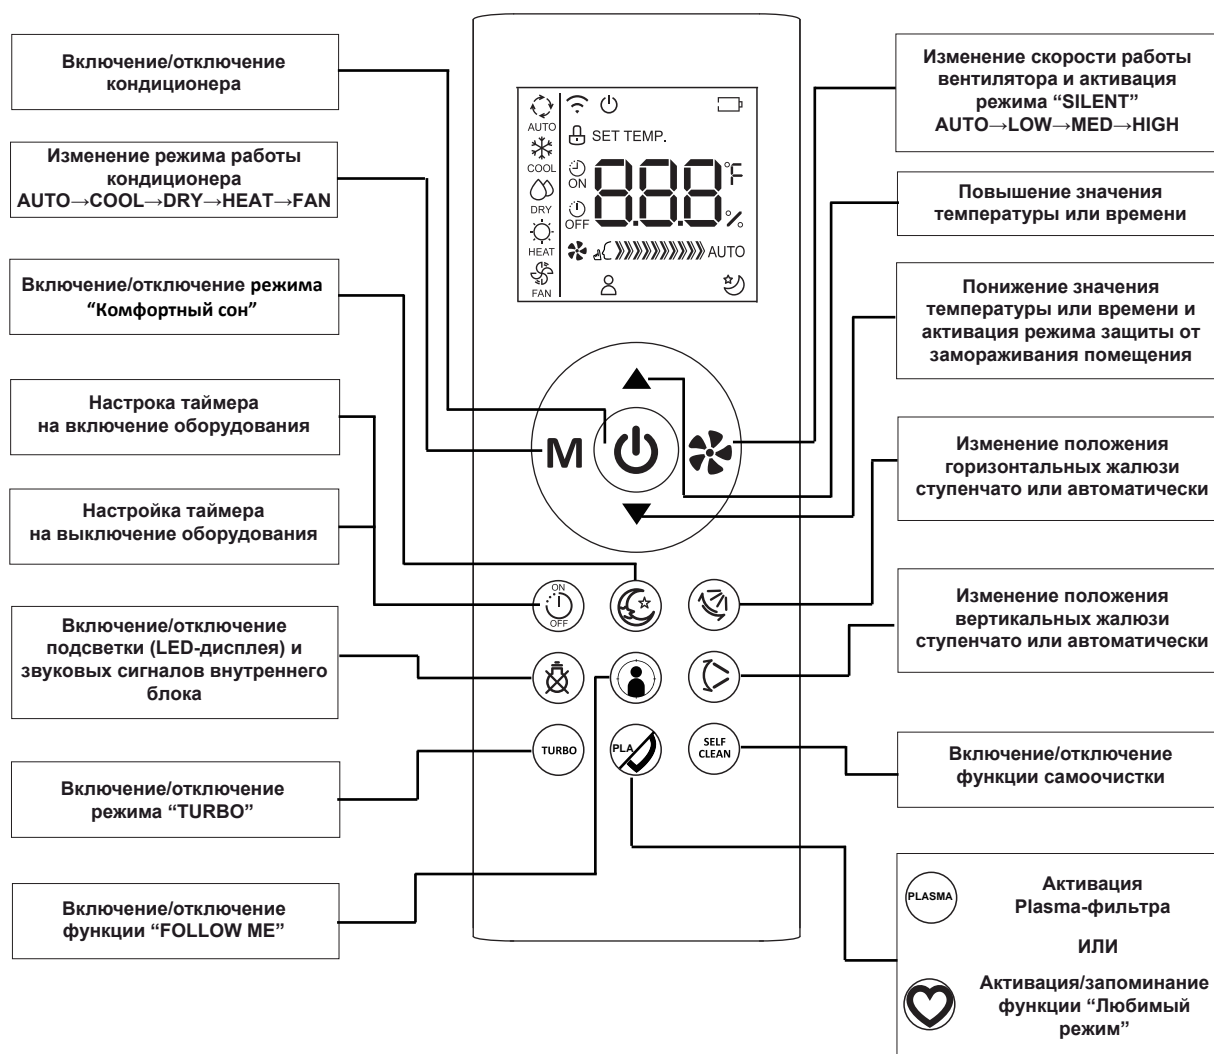 Включение/отключение
кондиционера
Изменение режима работы
кондиционера
AUTO→COOL→DRY→HEAT→FAN
Включение/отключение режима
“Комфортный сон”
Настрока таймера
на включение оборудования
Настройка таймера
на выключение оборудования
Включение/отключение
подсветки (LED-дисплея) и
звуковых сигналов внутреннего
блока
Включение/отключение
режима “TURBO”
Включение/отключение
функции “FOLLOW ME”
AUTO
COOL
DRY
HEAT
FAN
SET TEMP.
ON
OFF
888
°F
%
AUTO
M
ON
OFF
TURBO
PLA
SELF
CLEAN
Изменение скорости работы
вентилятора и активация
режима “SILENT”
AUTO→LOW→MED→HIGH
Повышение значения
температуры или времени
Понижение значения
температуры или времени и
активация режима защиты от
замораживания помещения
Изменение положения
горизонтальных жалюзи
ступенчато или автоматически
Изменение положения
вертикальных жалюзи
ступенчато или автоматически
Включение/отключение
функции самоочистки
PLASMA
Активация
Plasma-фильтра
ИЛИ
Активация/запоминание
функции “Любимый
режим”